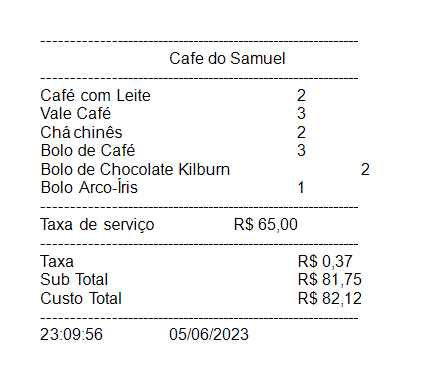 Cafe do Samuel
Café com Leite 2
Vale Café 3
Chá chinês 2
Bolo de Café 3
Bolo de Chocolate Kilburn 2
Bolo Arco-Íris 1
Taxa de serviço R$ 65,00
Taxa R$ 0,37
Sub Total R$ 81,75
Custo Total R$ 82,12
23:09:56 05/06/2023